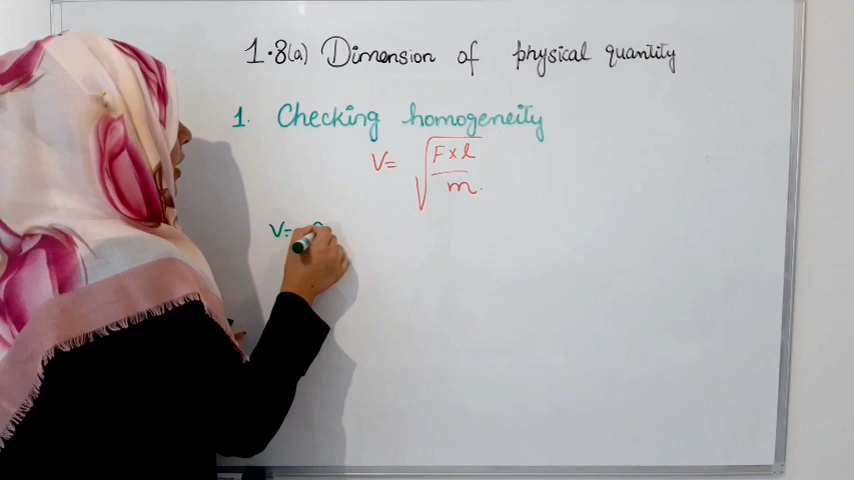 1.8(a) Dimension of physical quantity
1. Checking homogeneity
V= √(F×l/m).
V=